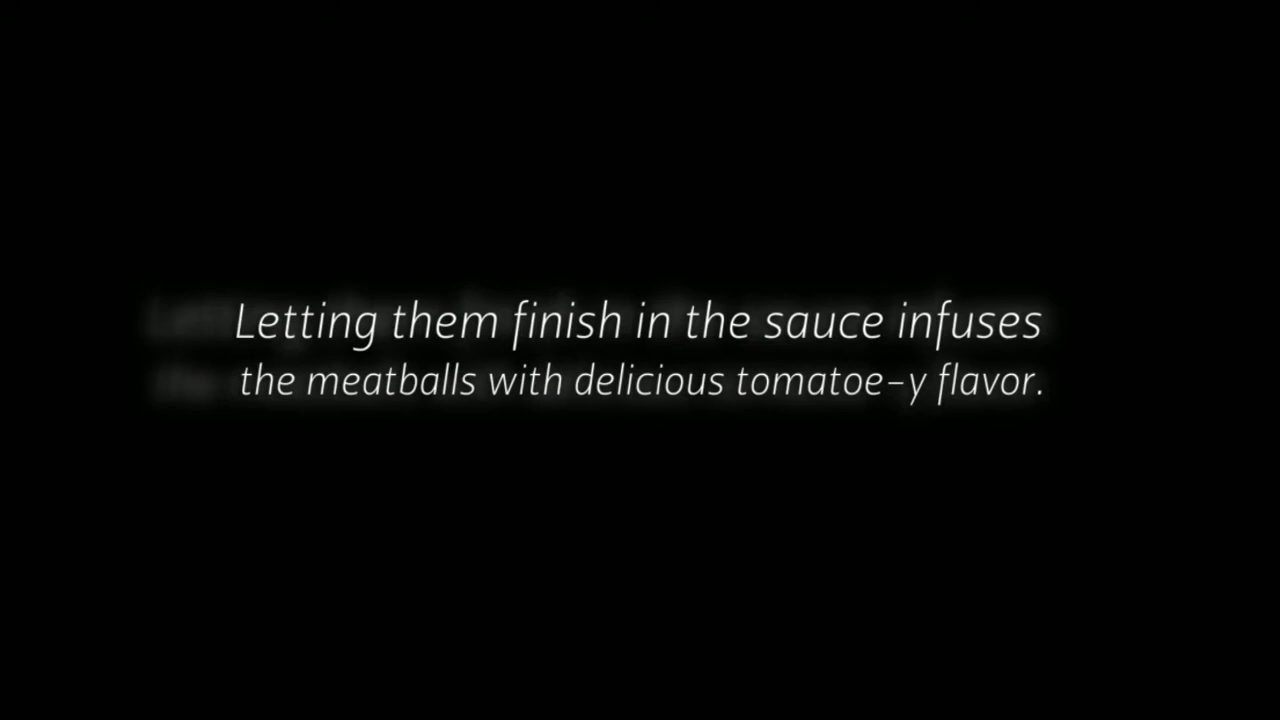 Letting them finish in the sauce infuses
the meatballs with delicious tomatoe-y flavor.